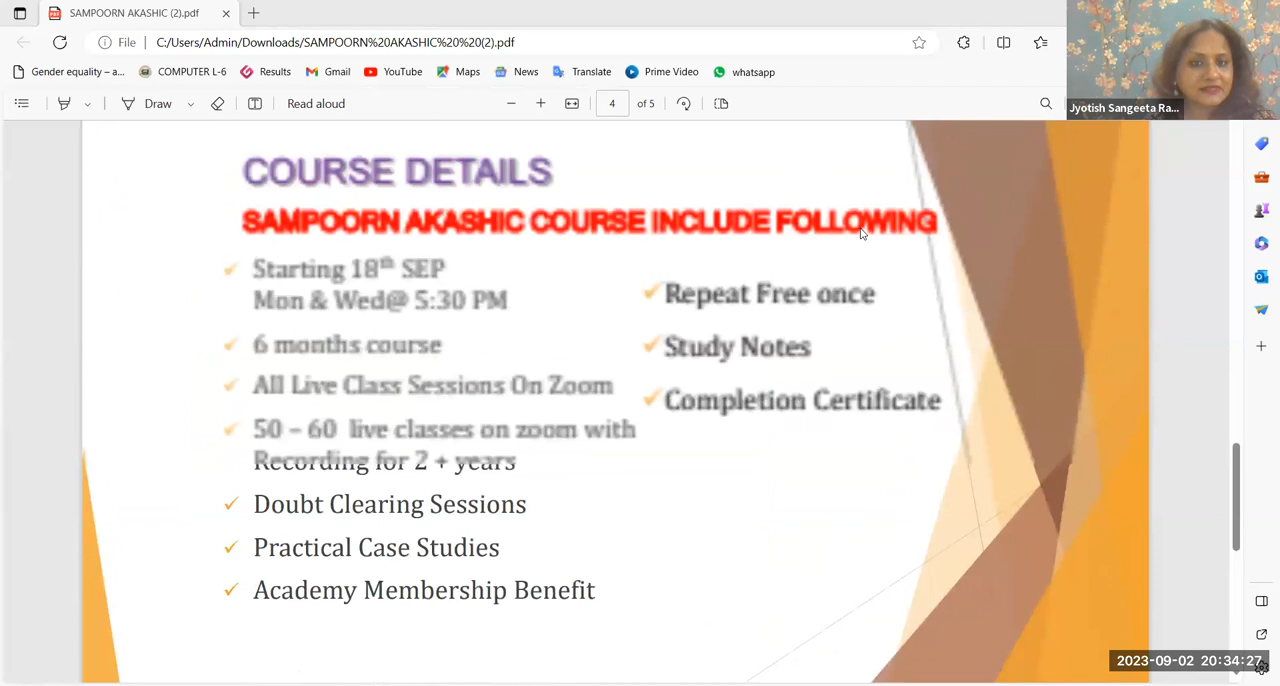 SAMPOORN AKASHIC (2).pdf
File
C:/Users/Admin/Downloads/SAMPOORN%20AKASHIC%20%20(2).pdf
Gender equality – a...
COMPUTER L-6
Results
Gmail
YouTube
Maps
News
Translate
Prime Video
whatsapp
Draw
Read aloud
4 of 5
Jyotish Sangeeta Ra...
COURSE DETAILS
SAMPOORN AKASHIC COURSE INCLUDE FOLLOWING
Starting 18th SEP
Mon & Wed@ 5:30 PM
6 months course
All Live Class Sessions On Zoom
50 – 60 live classes on zoom with
Recording for 2 + years
Doubt Clearing Sessions
Practical Case Studies
Academy Membership Benefit
Repeat Free once
Study Notes
Completion Certificate
2023-09-02 20:34:27